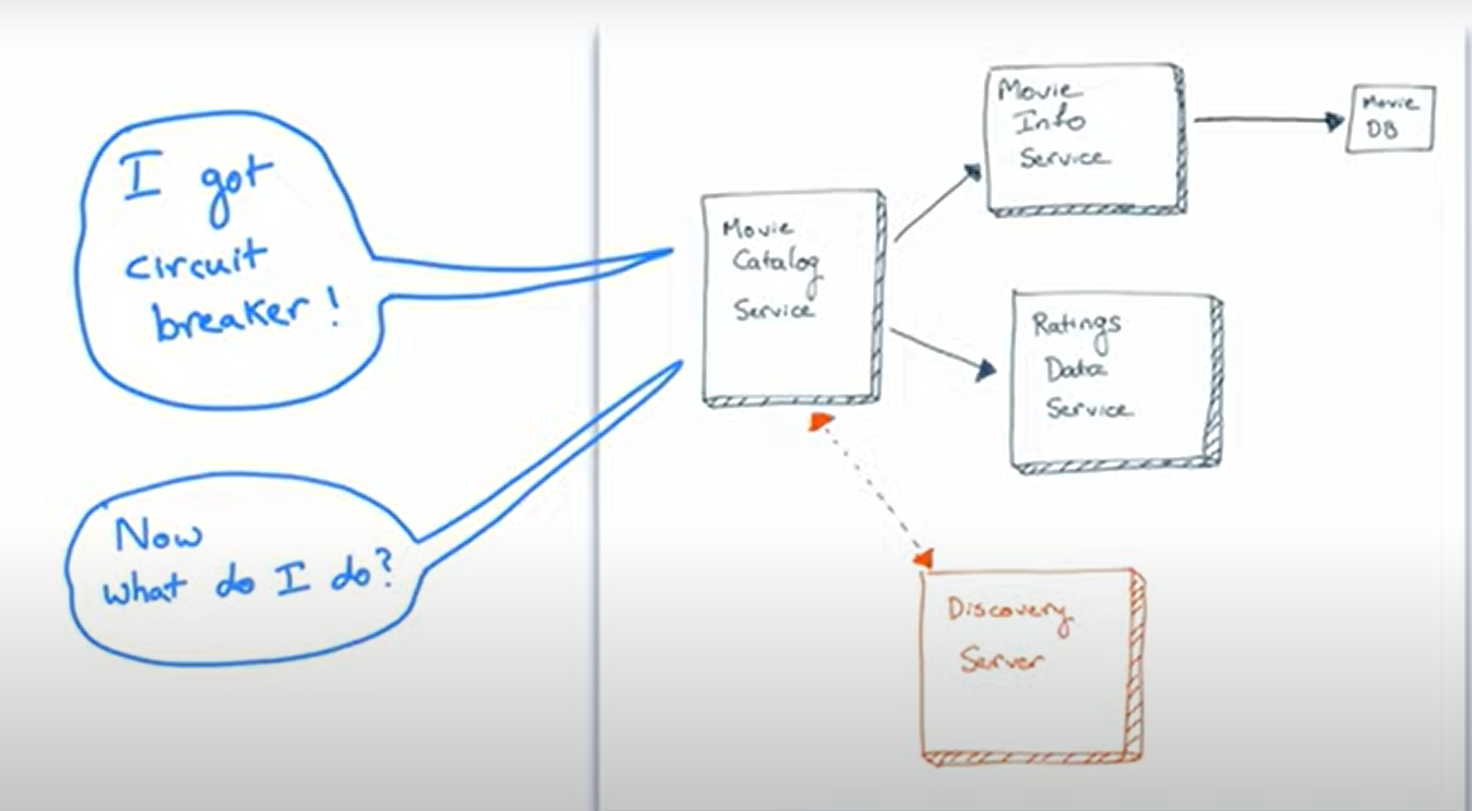 I got
circuit
breaker!
Now
what do I do?
Movie
Catalog
Service
Movie
Info
Service
Movie
DB
Ratings
Data
Service
Discovery
Server